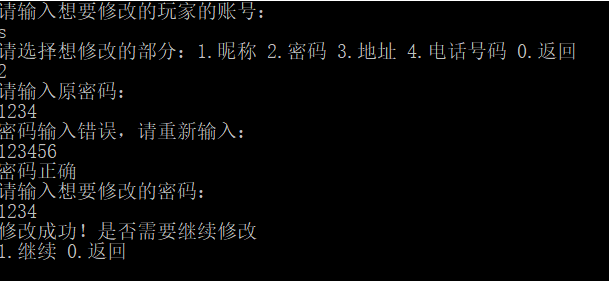 请输入想要修改的玩家的账号:
s
请选择想修改的部分: 1.昵称 2.密码 3.地址 4.电话号码 0.返回
2
请输入原密码:
1234
密码输入错误，请重新输入:
123456
密码正确
请输入想要修改的密码:
1234
修改成功！是否需要继续修改
1.继续 0.返回